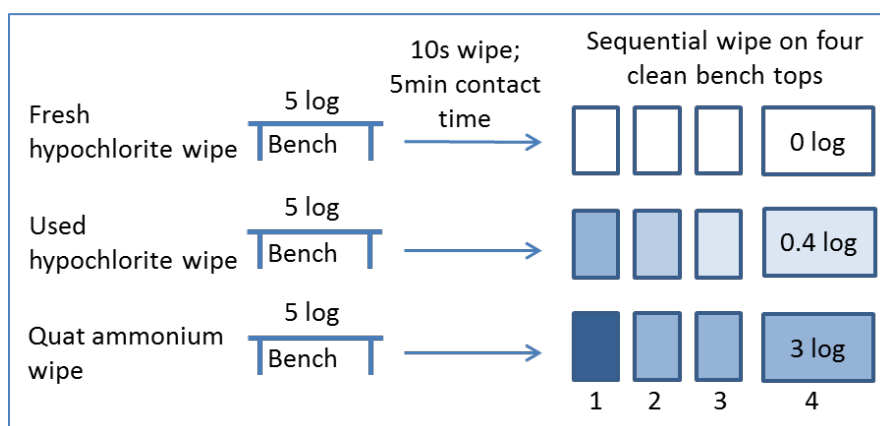 10s wipe;
5min contact
time
Sequential wipe on four
clean bench tops
Fresh
hypochlorite wipe
5 log
Bench
0 log
Used
hypochlorite wipe
5 log
Bench
0.4 log
Quat ammonium
wipe
5 log
Bench
3 log
1 2 3 4